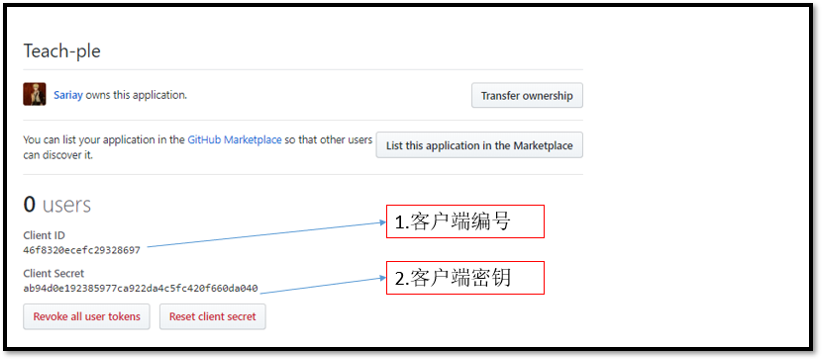 Teach-ple
Sariay owns this application.
Transfer ownership
You can list your application in the GitHub Marketplace so that other users
can discover it.
List this application in the Marketplace
0 users
Client ID
46f8320ecefc29328697
1.客户端编号
Client Secret
ab94d0e192385977ca922da4c5fc420f660da040
2.客户端密钥
Revoke all user tokens
Reset client secret